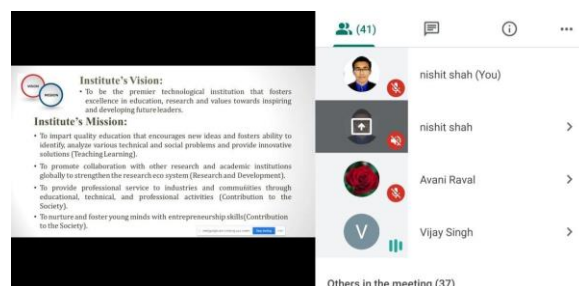 VISION
MISSION
Institute's Vision:
• To be the premier technological institution that fosters
excellence in education, research and values towards inspiring
and developing future leaders.
Institute's Mission:
• To impart quality education that encourages new ideas and fosters ability to
identify, analyze various technical and social problems and provide innovative
solutions (Teaching Learning).
• To promote collaboration with other research and academic institutions
globally to strengthen the research eco system (Research and Development).
• To provide professional service to industries and communities through
educational, technical, and professional activities (Contribution to the
Society).
• To nurture and foster young minds with entrepreneurship skills(Contribution
to the Society).
(41)
nishit shah (You)
nishit shah
Avani Raval
V
Vijay Singh
Others in the meeting (37)